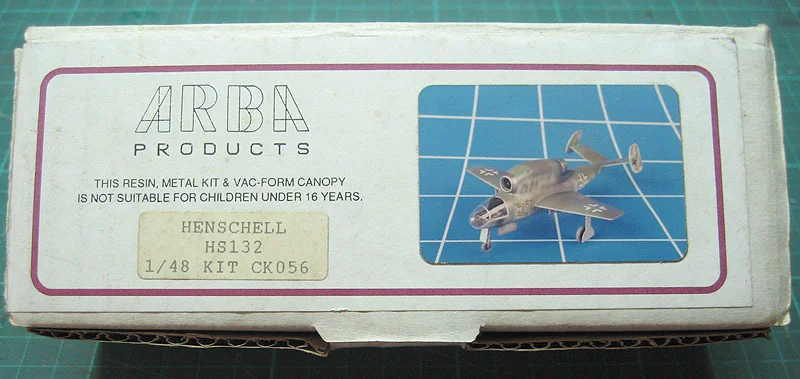 ARBA
PRODUCTS
THIS RESIN, METAL KIT & VAC-FORM CANOPY
IS NOT SUITABLE FOR CHILDREN UNDER 16 YEARS.
HENSCHELL
HS132
1/48 KIT CK056